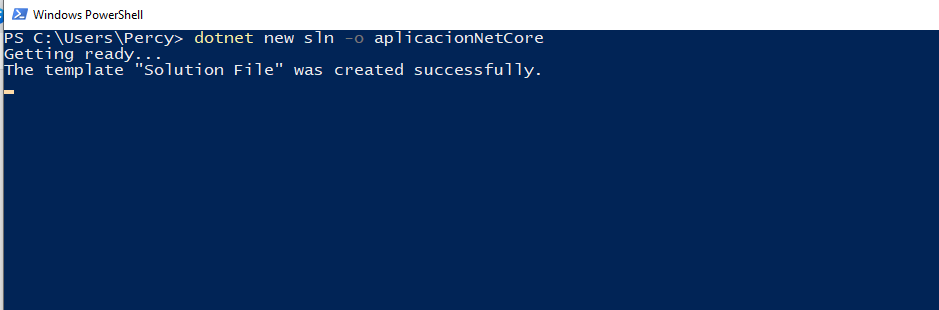 Windows PowerShell
PS C:\Users\Percy> dotnet new sln -o aplicacionNetCore
Getting ready...
The template "Solution File" was created successfully.